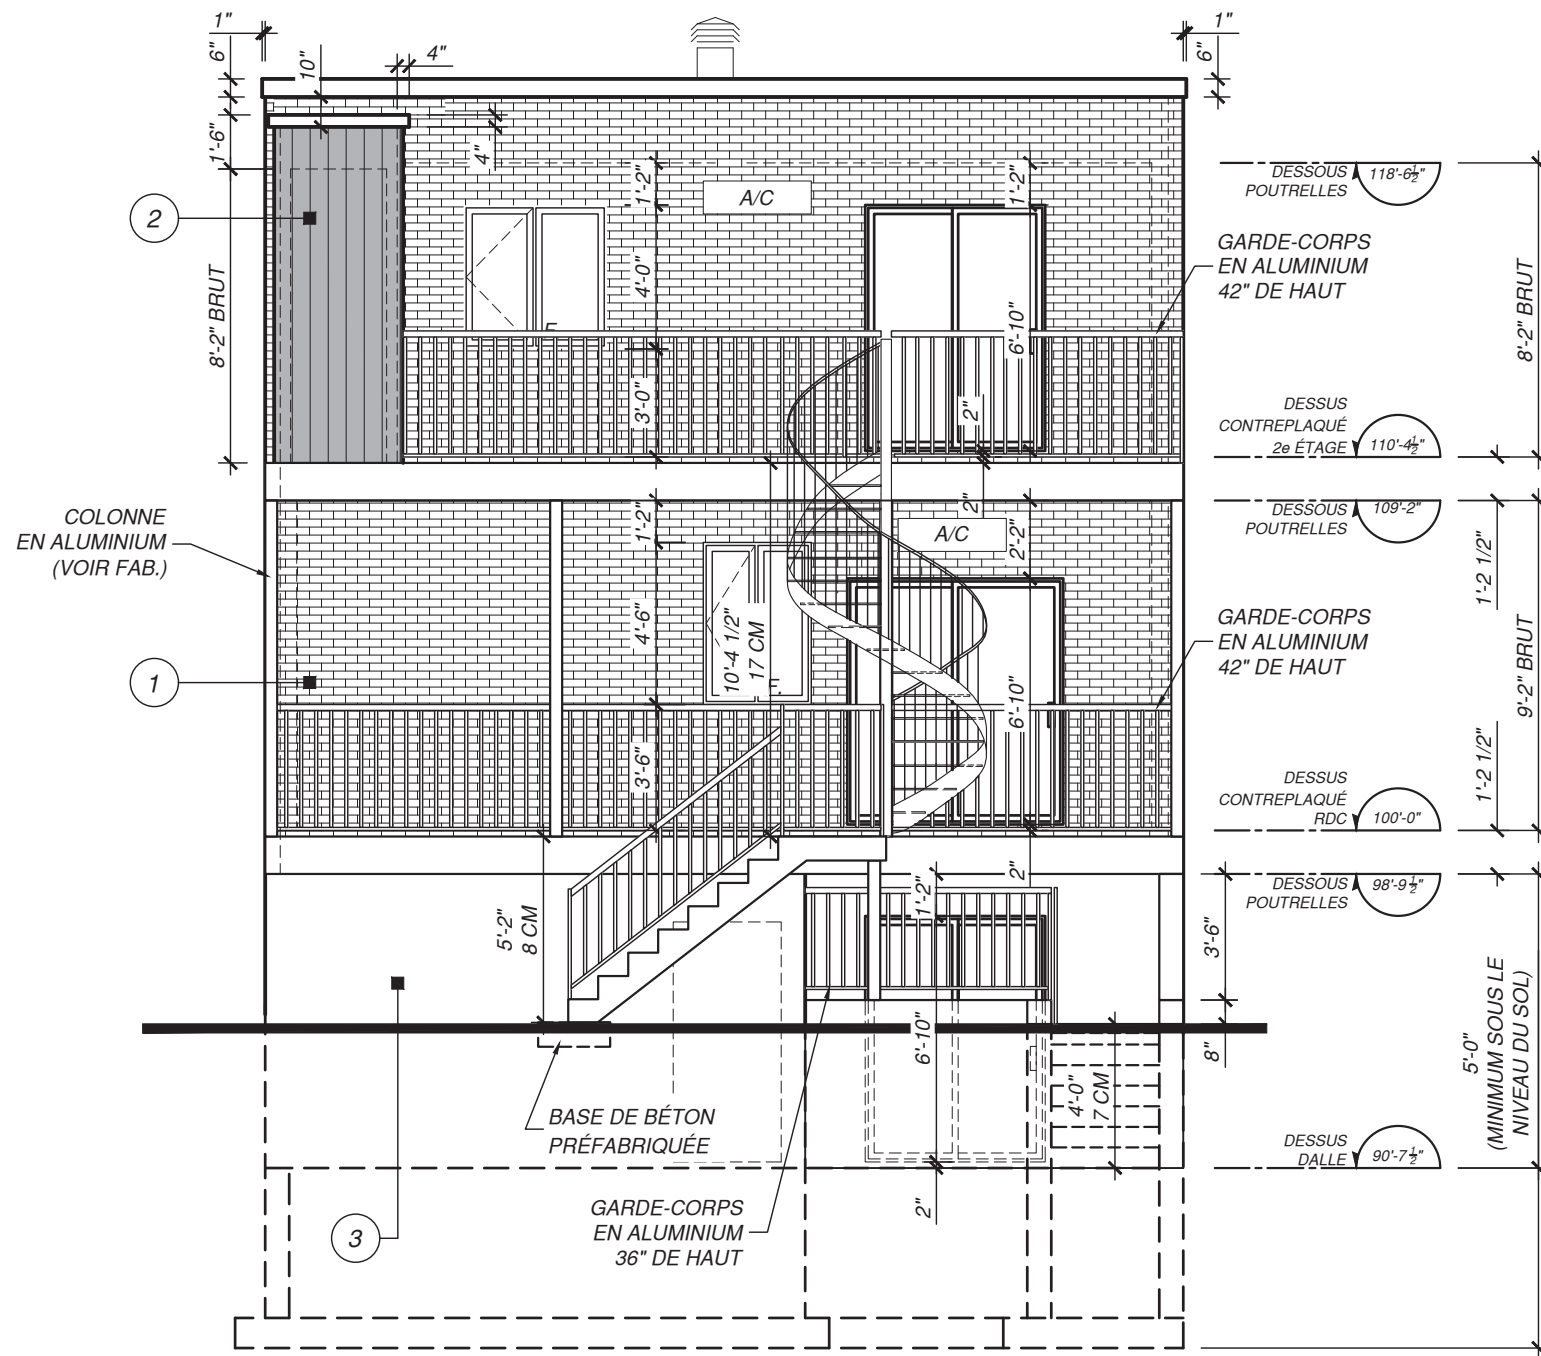 1"
6"
10"
4"
1"
6"
1'-6"
4"
1'-2"
A/C
1'-2"
DESSOUS
POUTRELLES
118'-6½"
2
GARDE-CORPS
EN ALUMINIUM
42" DE HAUT
8'-2" BRUT
4'-0"
6'-10"
8'-2" BRUT
3'-0"
2"
DESSUS
CONTREPLAQUÉ
2e ÉTAGE
110'-4½"
COLONNE
EN ALUMINIUM
(VOIR FAB.)
1'-2"
2"
A/C
2'-2"
DESSOUS
POUTRELLES
109'-2"
1'-2 1/2"
4'-6"
10'-4 1/2"
17 CM
F.
GARDE-CORPS
EN ALUMINIUM
42" DE HAUT
9'-2" BRUT
1
6'-10"
3'-6"
1'-2 1/2"
DESSUS
CONTREPLAQUÉ
RDC
100'-0"
5'-2"
8 CM
1'-2"
2"
DESSOUS
POUTRELLES
98'-9½"
3'-6"
3
6'-10"
8"
4'-0"
7 CM
5'-0"
(MINIMUM SOUS LE
NIVEAU DU SOL)
BASE DE BÉTON
PRÉFABRIQUÉE
DESSUS
DALLE
90'-7½"
2"
GARDE-CORPS
EN ALUMINIUM
36" DE HAUT